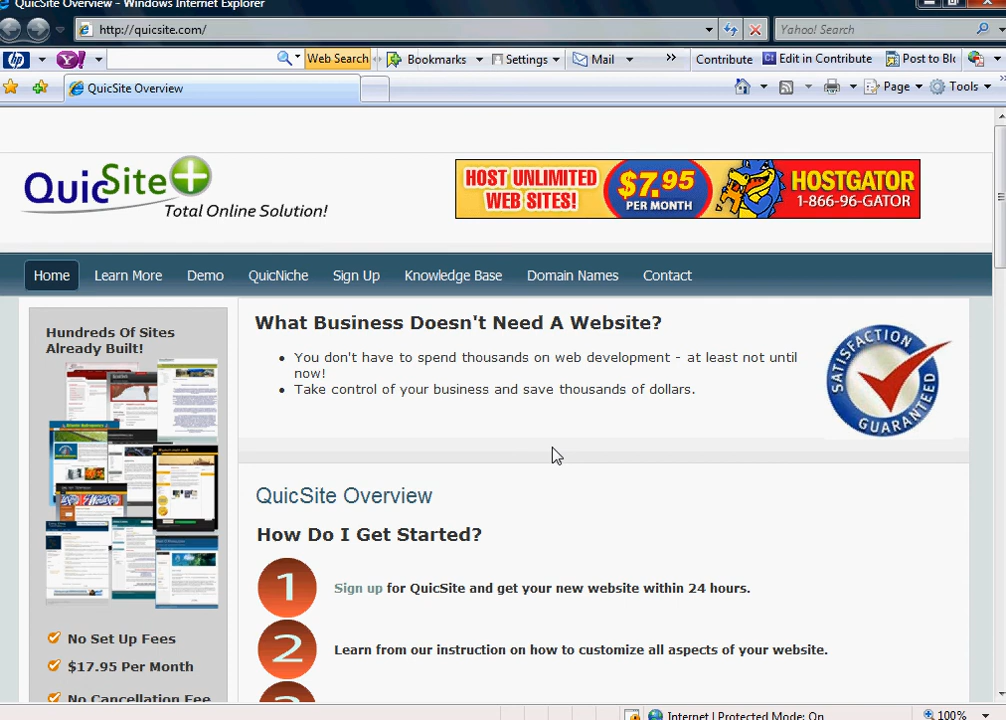 QuicSite Overview - Windows Internet Explorer
http://quicsite.com/
Yahoo! Search
hp
Y!
Web Search
Bookmarks
Settings
Mail
»
Contribute
Edit in Contribute
Post to Blo
QuicSite Overview
Page
Tools
QuicSite
Total Online Solution!
HOST UNLIMITED
WEB SITES!
$7.95
PER MONTH
HOSTGATOR
1-866-96-GATOR
Home
Learn More
Demo
QuicNiche
Sign Up
Knowledge Base
Domain Names
Contact
Hundreds Of Sites
Already Built!
No Set Up Fees
$17.95 Per Month
No Cancellation Fee
What Business Doesn't Need A Website?
You don't have to spend thousands on web development - at least not until
now!
Take control of your business and save thousands of dollars.
SATISFACTION
GUARANTEED
QuicSite Overview
How Do I Get Started?
1
Sign up for QuicSite and get your new website within 24 hours.
2
Learn from our instruction on how to customize all aspects of your website.
Internet | Protected Mode: On
100%